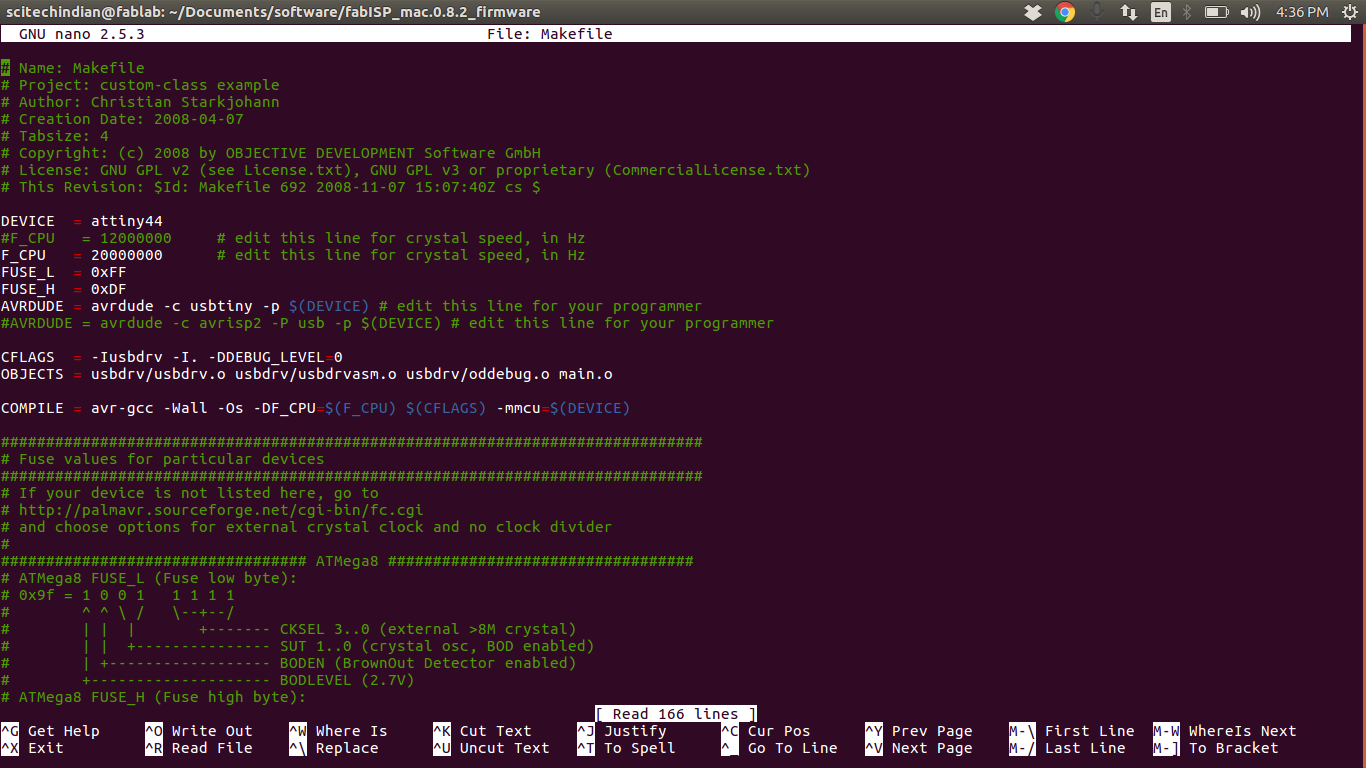 scitechindian@fablab: ~/Documents/software/fabISP_mac.0.8.2_firmware En 4:36 PM
GNU nano 2.5.3 File: Makefile
# Name: Makefile
# Project: custom-class example
# Author: Christian Starkjohann
# Creation Date: 2008-04-07
# Tabsize: 4
# Copyright: (c) 2008 by OBJECTIVE DEVELOPMENT Software GmbH
# License: GNU GPL v2 (see License.txt), GNU GPL v3 or proprietary (CommercialLicense.txt)
# This Revision: $Id: Makefile 692 2008-11-07 15:07:40Z cs $
DEVICE  = attiny44
#F_CPU   = 12000000     # edit this line for crystal speed, in Hz
F_CPU   = 20000000      # edit this line for crystal speed, in Hz
FUSE_L  = 0xFF
FUSE_H  = 0xDF
AVRDUDE = avrdude -c usbtiny -p $(DEVICE) # edit this line for your programmer
#AVRDUDE = avrdude -c avrisp2 -P usb -p $(DEVICE) # edit this line for your programmer
CFLAGS  = -Iusbdrv -I. -DDEBUG_LEVEL=0
OBJECTS = usbdrv/usbdrv.o usbdrv/usbdrvasm.o usbdrv/oddebug.o main.o
COMPILE = avr-gcc -Wall -Os -DF_CPU=$(F_CPU) $(CFLAGS) -mmcu=$(DEVICE)
##############################################################################
# Fuse values for particular devices
##############################################################################
# If your device is not listed here, go to
# http://palmavr.sourceforge.net/cgi-bin/fc.cgi
# and choose options for external crystal clock and no clock divider
#
################################## ATMega8 ##################################
# ATMega8 FUSE_L (Fuse low byte):
# 0x9f = 1 0 0 1   1 1 1 1
#        ^ ^ \ /   \--+--/
#        | |  |       +------- CKSEL 3..0 (external >8M crystal)
#        | |  +--------------- SUT 1..0 (crystal osc, BOD enabled)
#        | +------------------ BODEN (BrownOut Detector enabled)
#        +-------------------- BODLEVEL (2.7V)
# ATMega8 FUSE_H (Fuse high byte):
[ Read 166 lines ]
^G Get Help ^O Write Out ^W Where Is ^K Cut Text ^J Justify ^C Cur Pos ^Y Prev Page M-\ First Line M-W WhereIs Next
^X Exit ^R Read File ^\ Replace ^U Uncut Text ^T To Spell ^_ Go To Line ^V Next Page M-/ Last Line M-] To Bracket